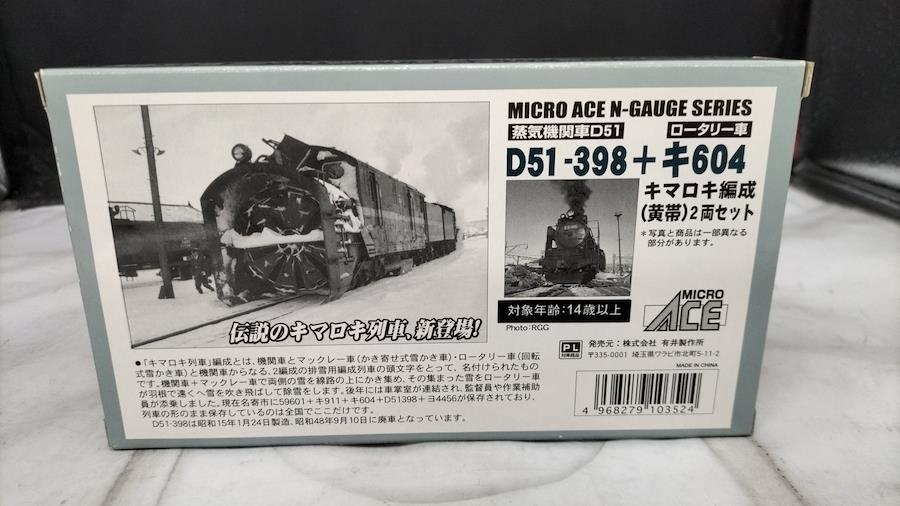 MICRO ACE N-GAUGE SERIES
蒸気機関車D51 ロータリー車
D51-398+キ604
キマロキ編成
(黄帯)2両セット
*写真と商品は一部異なる
部分があります。
対象年齢:14歳以上
Photo:RGG
MICRO
ACE
伝説のキマロキ列車、新登場!
PL
対策商品
発売元:株式会社 有井製作所
〒335-0001 埼玉県ワラビ市北町5-11-2
MADE IN CHINA
●「キマロキ列車」編成とは、機関車とマックレー車(かき寄せ式雪かき車)・ロータリー車(回転
式雪かき車)と機関車からなる、2編成の排雪用編成列車の頭文字をとって、名付けられたもの
です。機関車+マックレー車で両側の雪を線路の上にかき集め、その集まった雪をロータリー車
が羽根で遠くへ雪を吹き飛ばして除雪をします。後年には車掌室が連結され、監督員や作業補助
員が添乗しました。現在名寄市に59601+キ911+キ604+D51398+ヨ4456が保存されており、
列車の形のまま保存しているのは全国でここだけです。
D51-398は昭和15年1月24日製造、昭和48年9月10日に廃車となっています。
4 968279 103524